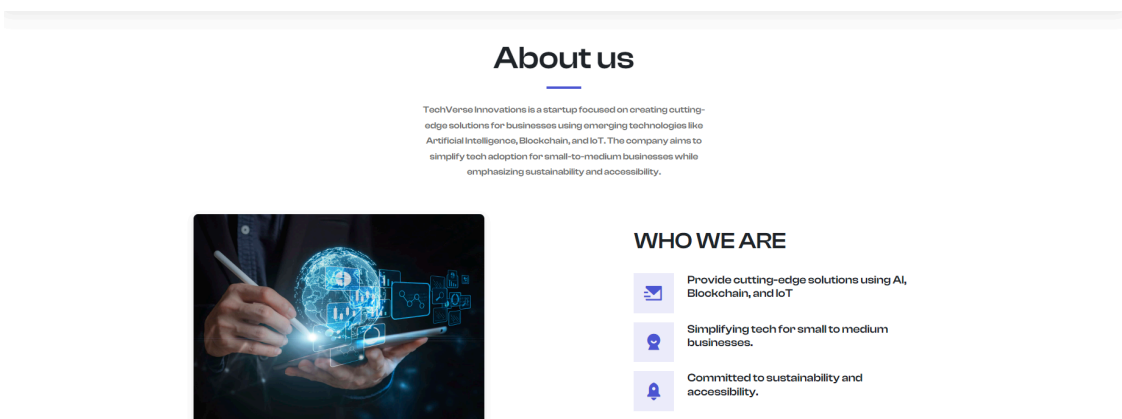 About us
TechVerse Innovations is a startup focused on creating cutting-
edge solutions for businesses using emerging technologies like
Artificial Intelligence, Blockchain, and IoT. The company aims to
simplify tech adoption for small-to-medium businesses while
emphasizing sustainability and accessibility.
WHO WE ARE
Provide cutting-edge solutions using AI,
Blockchain, and IoT
Simplifying tech for small to medium
businesses.
Committed to sustainability and
accessibility.